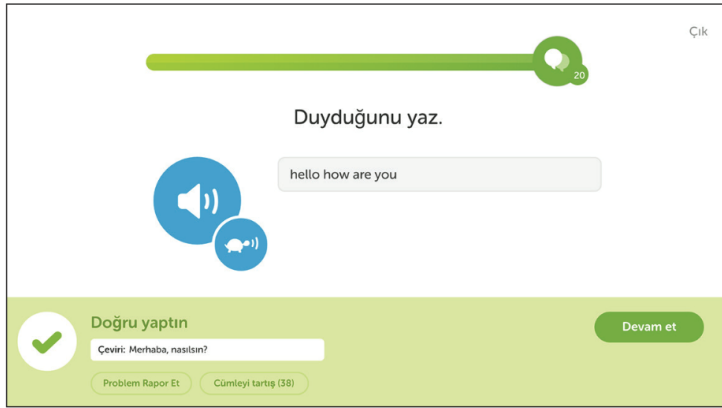 Çık
20
Duyduğunu yaz.
hello how are you
Doğru yaptın
Devam et
Çeviri: Merhaba, nasılsın?
Problem Rapor Et
Cümleyi tartış (38)